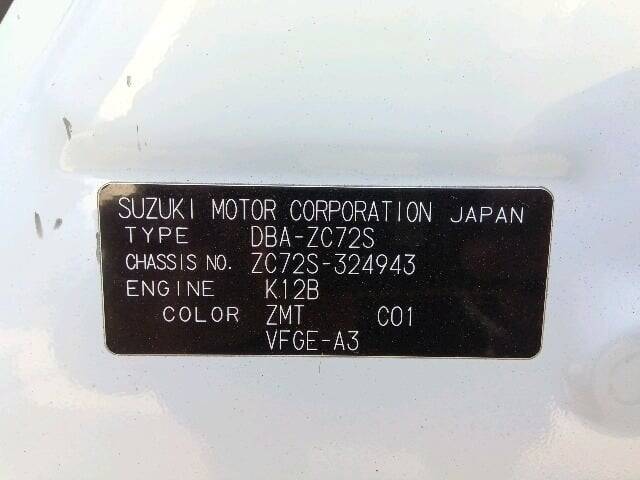 SUZUKI MOTOR CORPORATION JAPAN
TYPE DBA-ZC72S
CHASSIS NO. ZC72S-324943
ENGINE K12B
COLOR ZMT C01
VFGE-A3